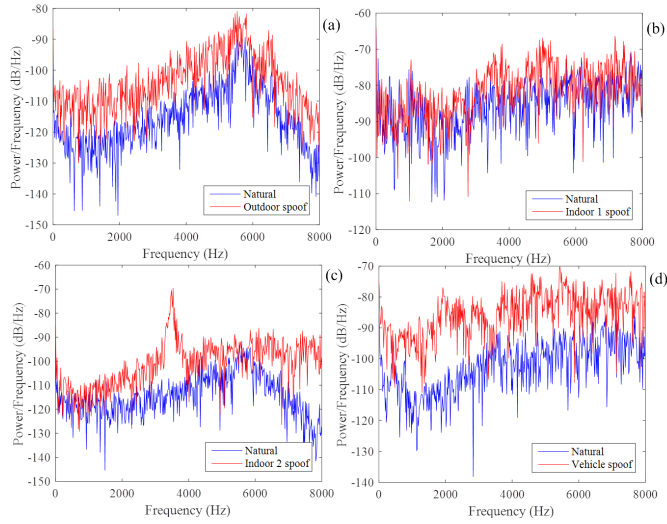 -80
-90
-100
-110
-120
-130
-140
-150
0 2000 4000 6000 8000
Power/Frequency (dB/Hz)
Frequency (Hz)
(a)
Natural
Outdoor spoof
-60
-80
-100
-120
0 2000 4000 6000 8000
Power/Frequency (dB/Hz)
Frequency (Hz)
(b)
Natural
Indoor 1 spoof
-60
-70
-80
-90
-100
-110
-120
-130
-140
-150
0 2000 4000 6000 8000
Power/Frequency (dB/Hz)
Frequency (Hz)
(c)
Natural
Indoor 2 spoof
-70
-80
-90
-100
-110
-120
-130
-140
0 2000 4000 6000 8000
Power/Frequency (dB/Hz)
Frequency (Hz)
(d)
Natural
Vehicle spoof